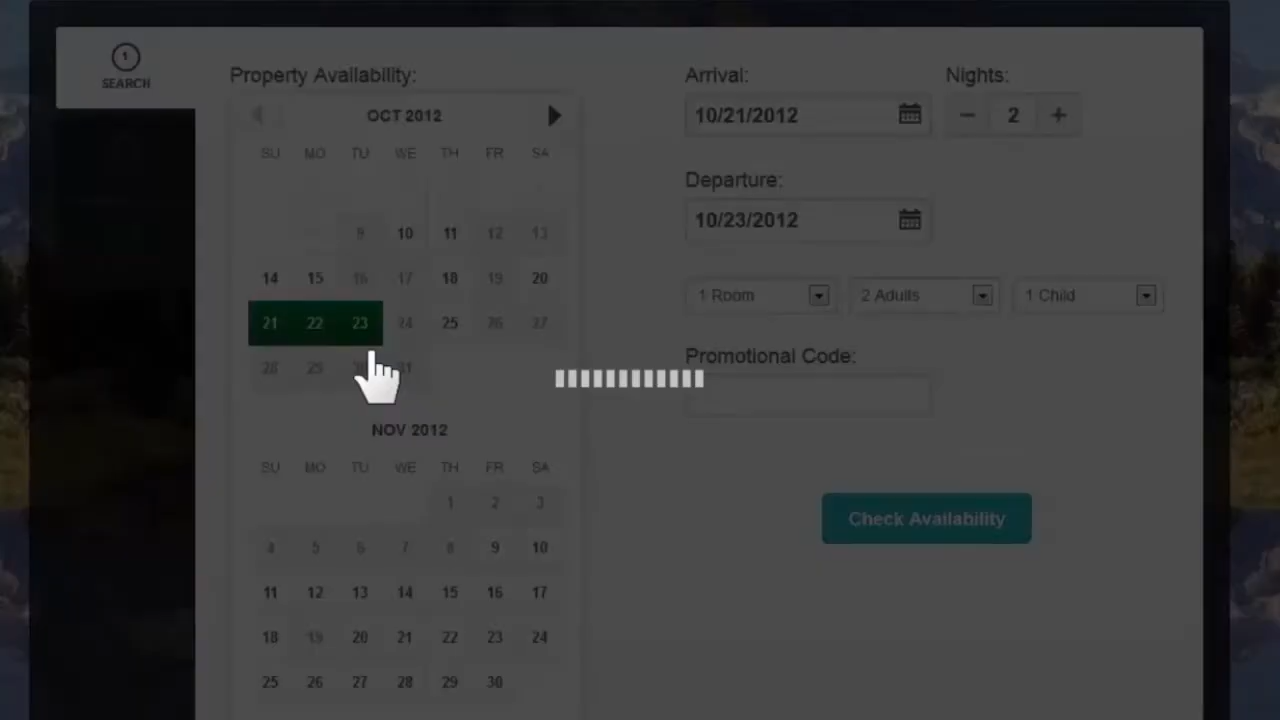 1
SEARCH
Property Availability:
OCT 2012
SU MO TU WE TH FR SA
9 10 11 12 13
14 15 16 17 18 19 20
21 22 23 24 25 26 27
28 29 31
NOV 2012
SU MO TU WE TH FR SA
1 2 3
4 5 6 7 8 9 10
11 12 13 14 15 16 17
18 19 20 21 22 23 24
25 26 27 28 29 30
Arrival:
Nights:
10/21/2012
2
Departure:
10/23/2012
1 Room
2 Adults
1 Child
Promotional Code:
Check Availability